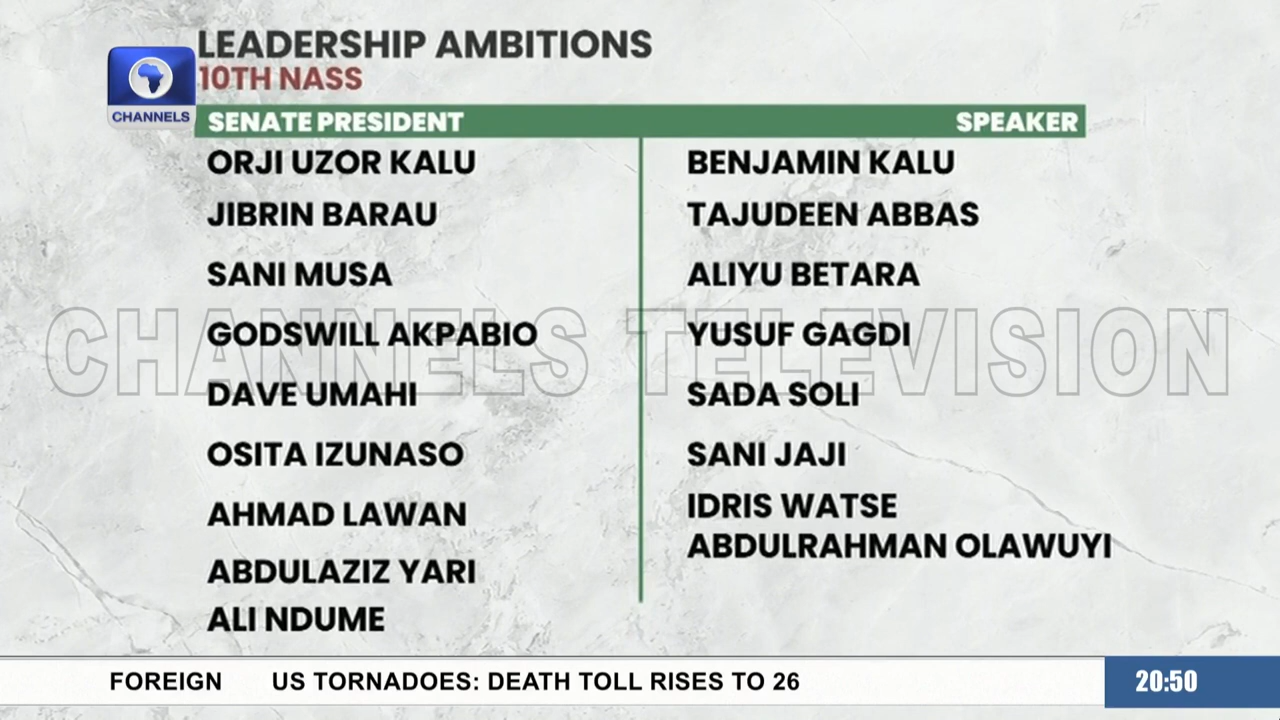 LEADERSHIP AMBITIONS
10TH NASS
CHANNELS
SENATE PRESIDENT
SPEAKER
ORJI UZOR KALU
BENJAMIN KALU
JIBRIN BARAU
TAJUDEEN ABBAS
SANI MUSA
ALIYU BETARA
GODSWILL AKPABIO
YUSUF GAGDI
CHANNELS TELEVISION
DAVE UMAHI
SADA SOLI
OSITA IZUNASO
SANI JAJI
AHMAD LAWAN
IDRIS WATSE
ABDULRAHMAN OLAWUYI
ABDULAZIZ YARI
ALI NDUME
FOREIGN US TORNADOES: DEATH TOLL RISES TO 26
20:50